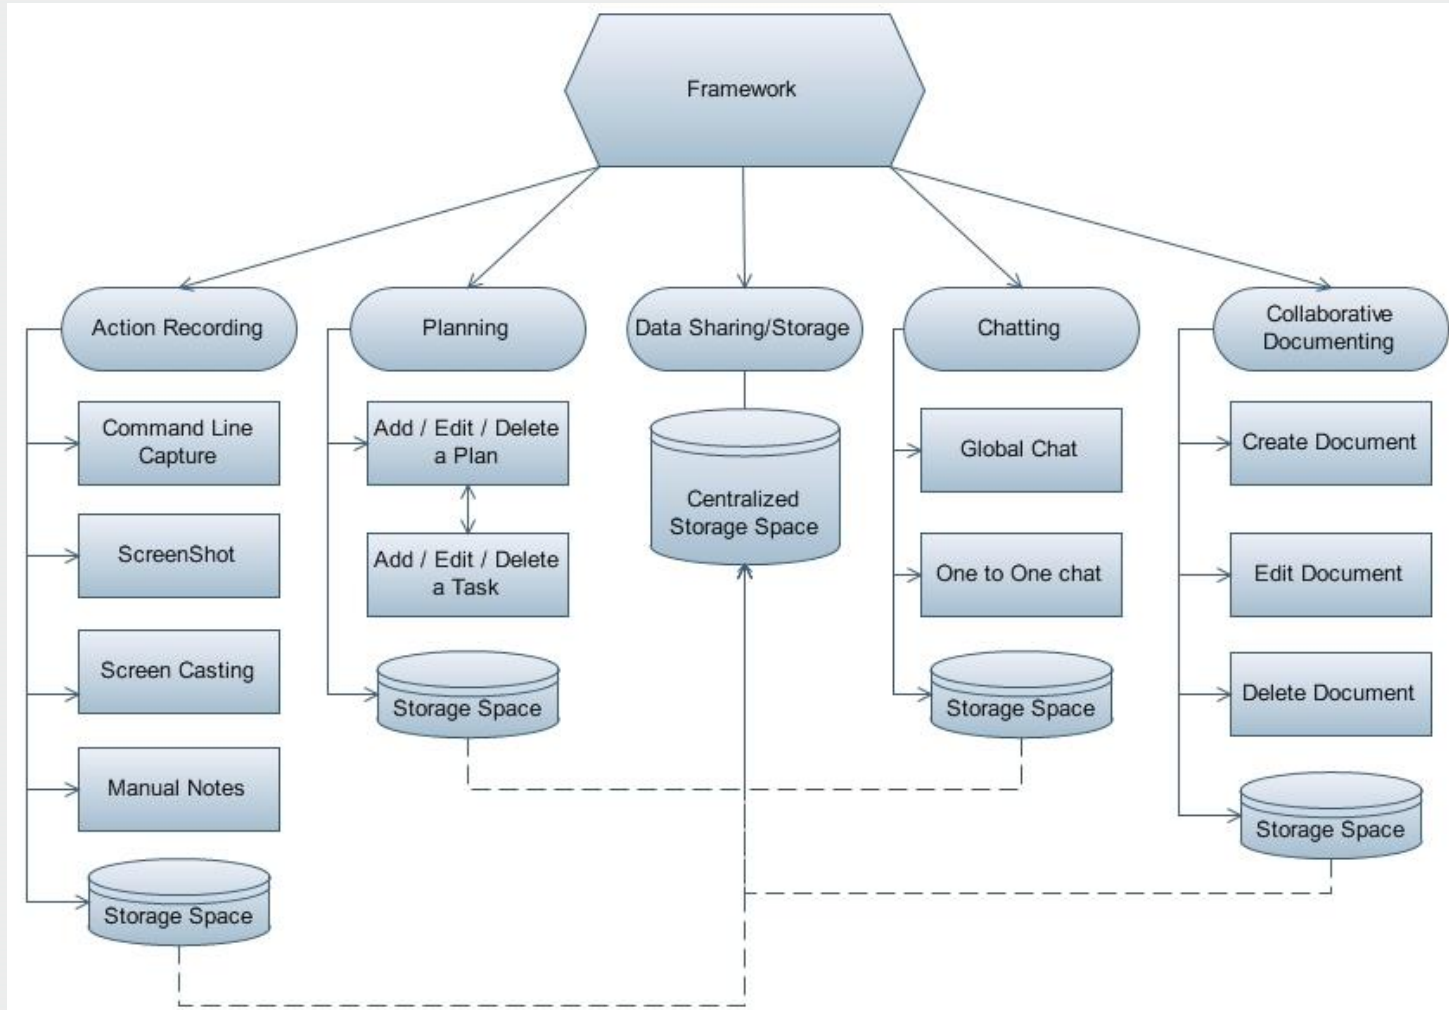 Framework
Action Recording
Planning
Data Sharing/Storage
Chatting
Collaborative
Documenting
Command Line
Capture
ScreenShot
Screen Casting
Manual Notes
Storage Space
Add / Edit / Delete
a Plan
Add / Edit / Delete
a Task
Storage Space
Centralized
Storage Space
Global Chat
One to One chat
Storage Space
Create Document
Edit Document
Delete Document
Storage Space